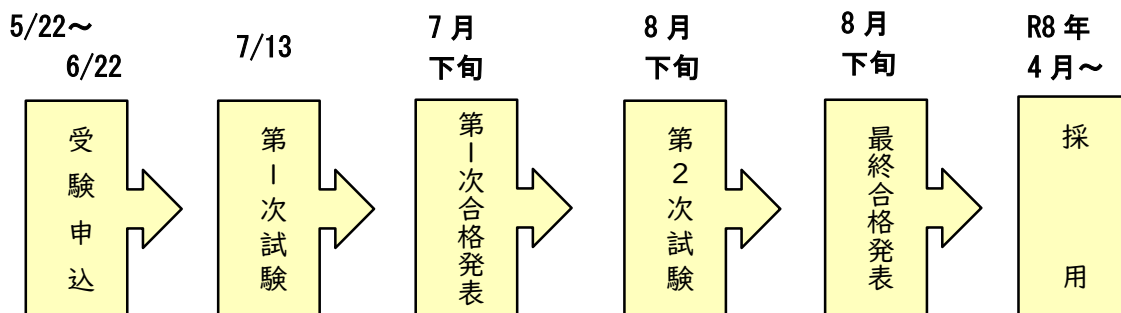 5/22～
6/22
7/13
7月
下旬
8月
下旬
8月
下旬
R8年
4月～
受験申込
第1次試験
第1次合格発表
第2次試験
最終合格発表
採用